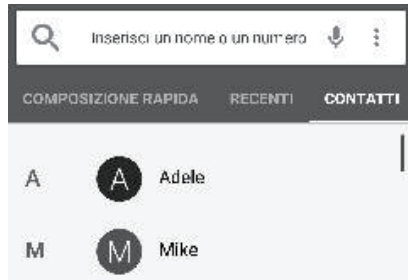 Inserisci un nome o un numero
COMPOSIZIONE RAPIDA RECENTI CONTATTI
A A Adele
M M Mike